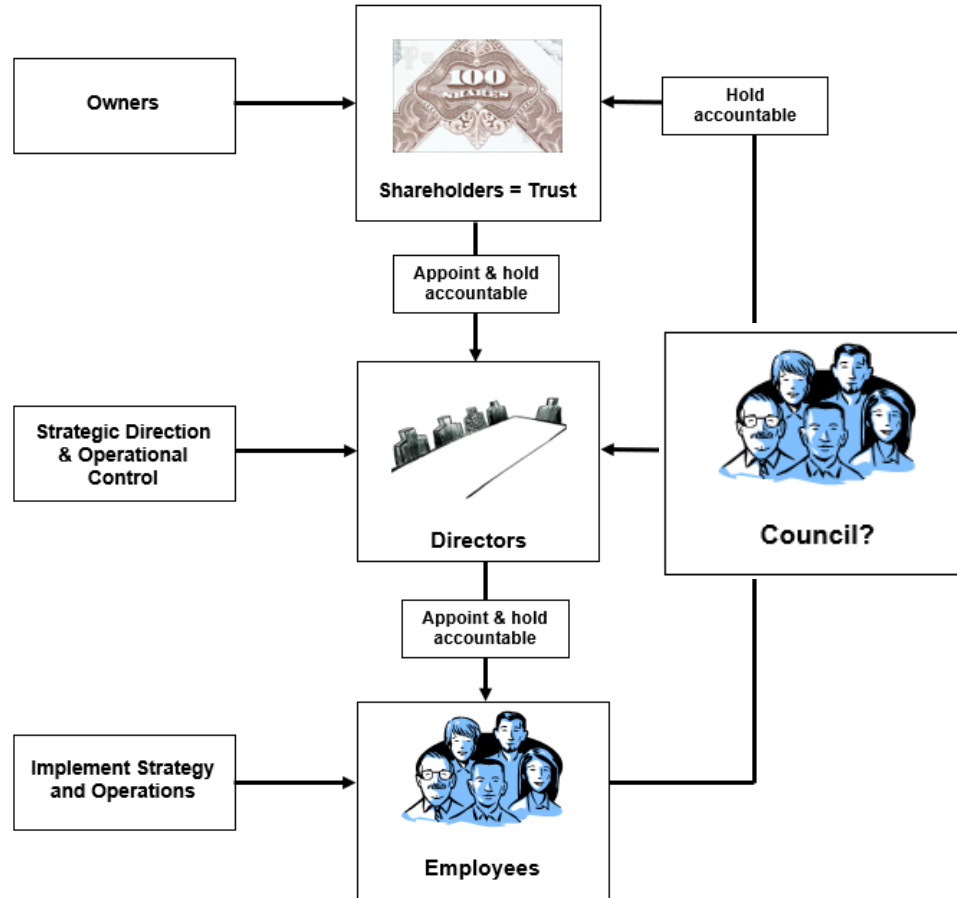 Owners
100
SHARES
Shareholders = Trust
Hold
accountable
Appoint & hold
accountable
Strategic Direction
& Operational
Control
Directors
Council?
Appoint & hold
accountable
Implement Strategy
and Operations
Employees